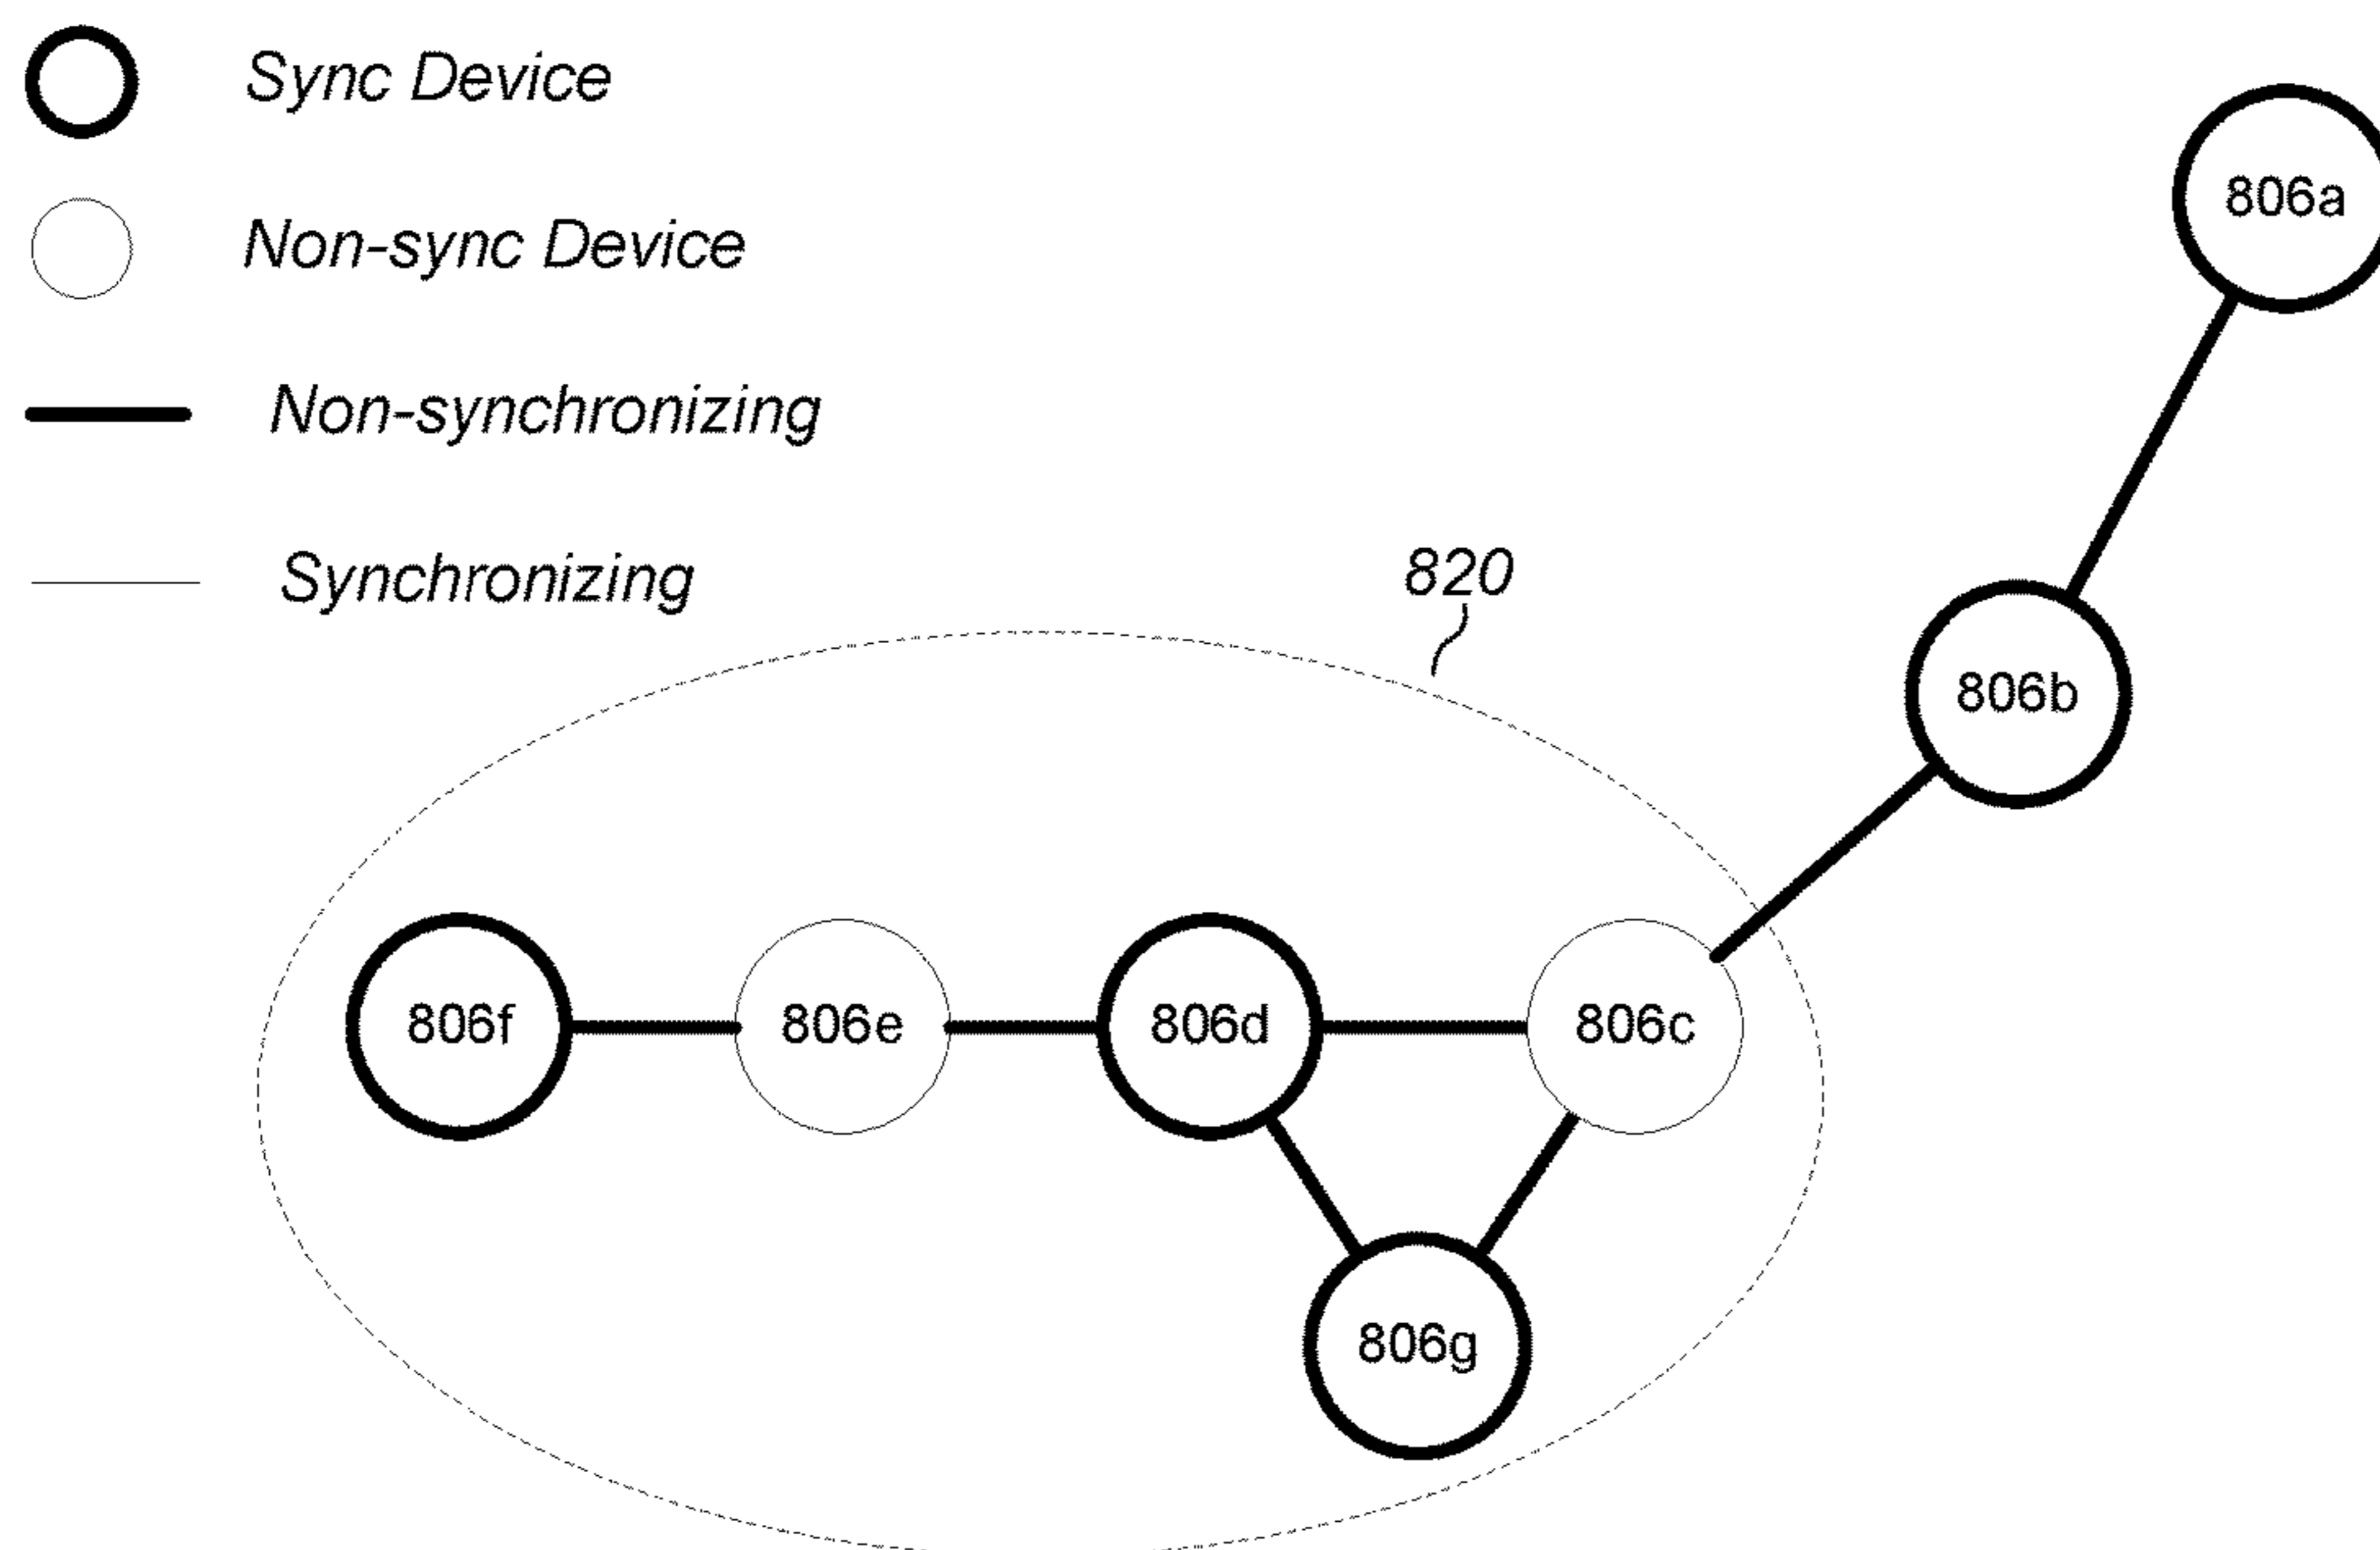 Sync Device
Non-sync Device
Non-synchronizing
Synchronizing
820
806a
806b
806f
806e
806d
806c
806g